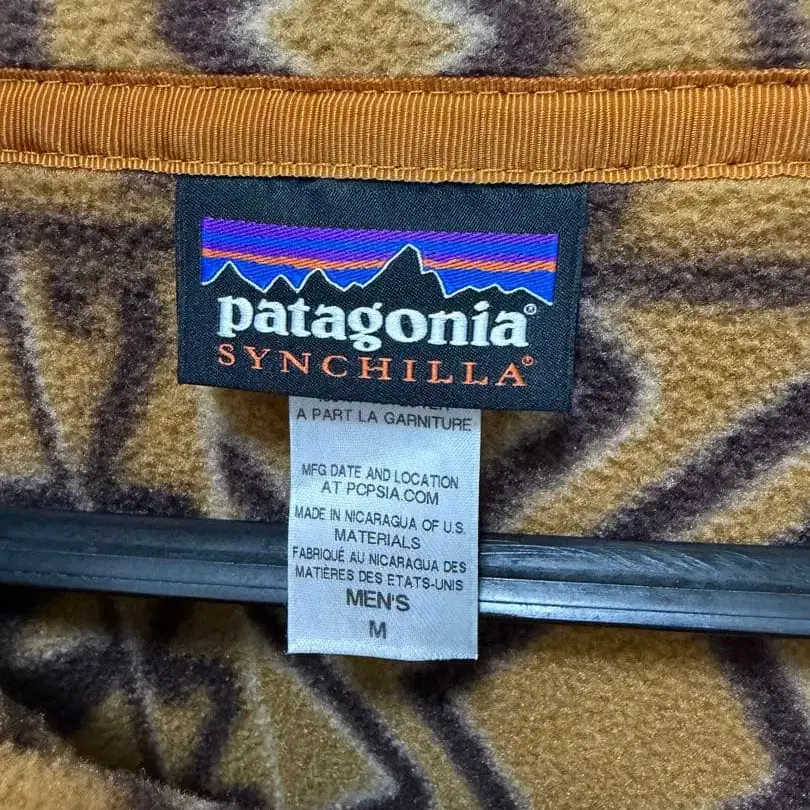 patagonia®
SYNCHILLA®
A PART LA GARNITURE
MFG DATE AND LOCATION
AT PCPSIA.COM
MADE IN NICARAGUA OF U.S.
MATERIALS
FABRIQUÉ AU NICARAGUA DES
MATIÈRES DES ETATS-UNIS
MEN'S
M